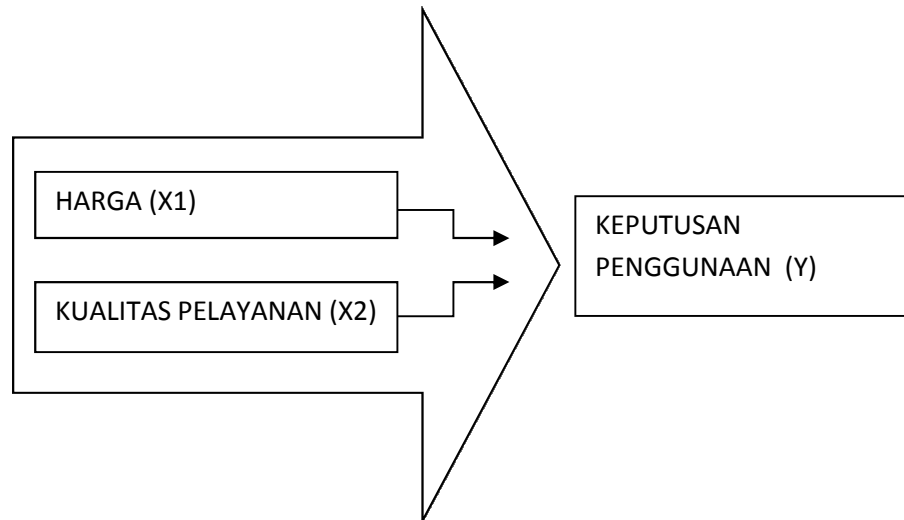 HARGA (X1)
KUALITAS PELAYANAN (X2)
KEPUTUSAN
PENGGUNAAN (Y)